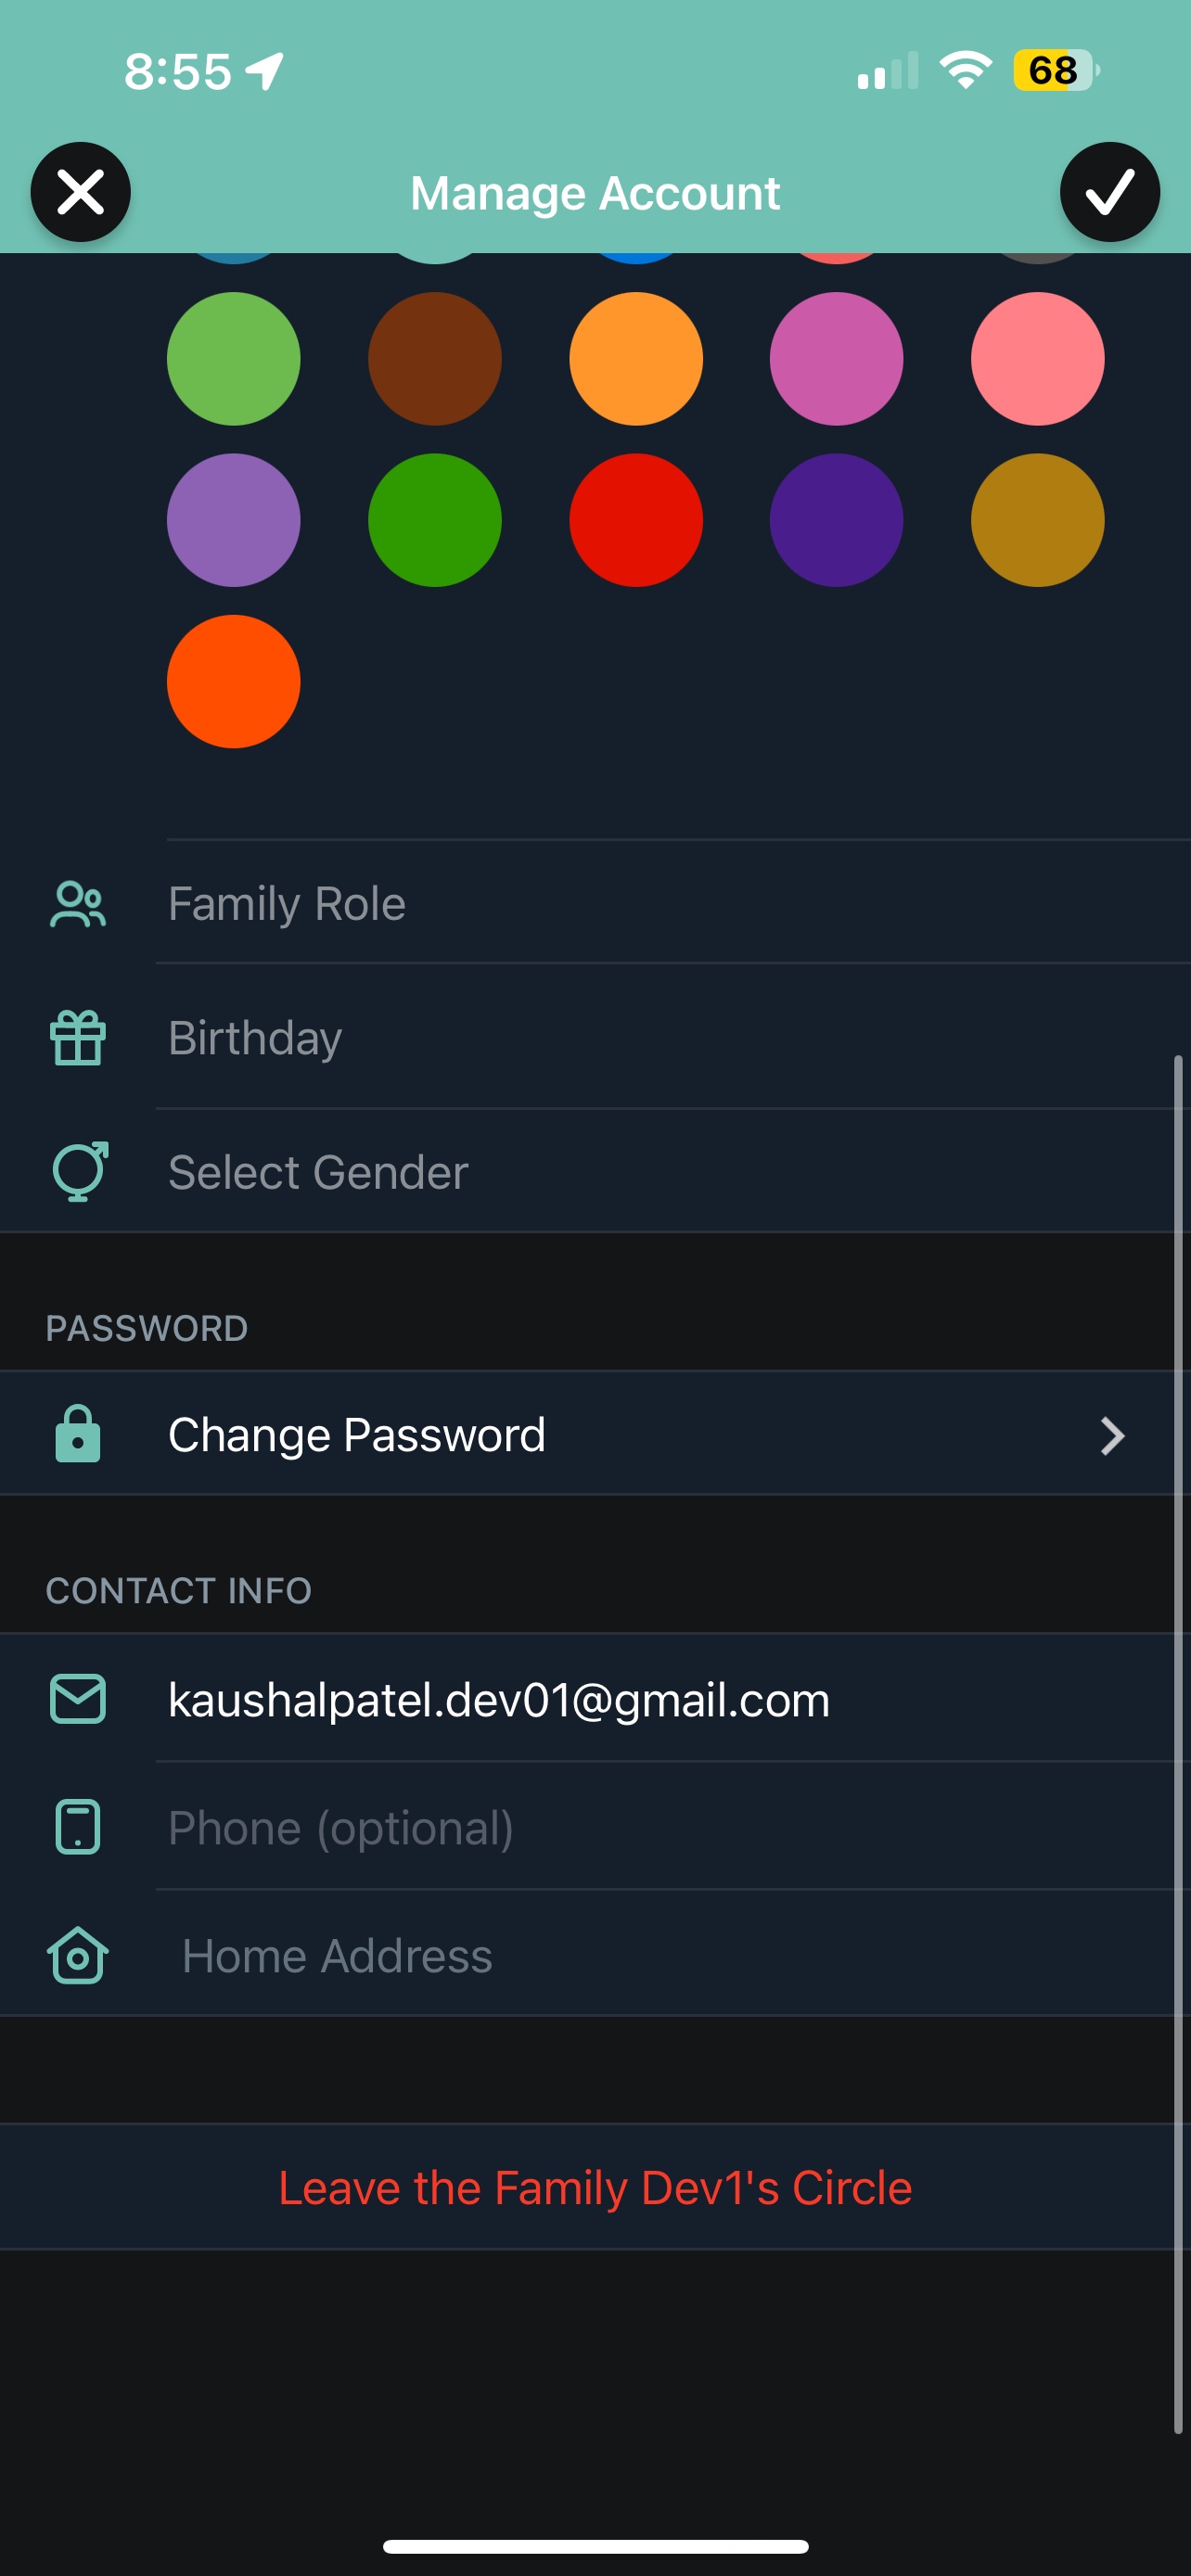 8:55
68
Manage Account
Family Role
Birthday
Select Gender
PASSWORD
Change Password
CONTACT INFO
kaushalpatel.dev01@gmail.com
Phone (optional)
Home Address
Leave the Family Dev1's Circle